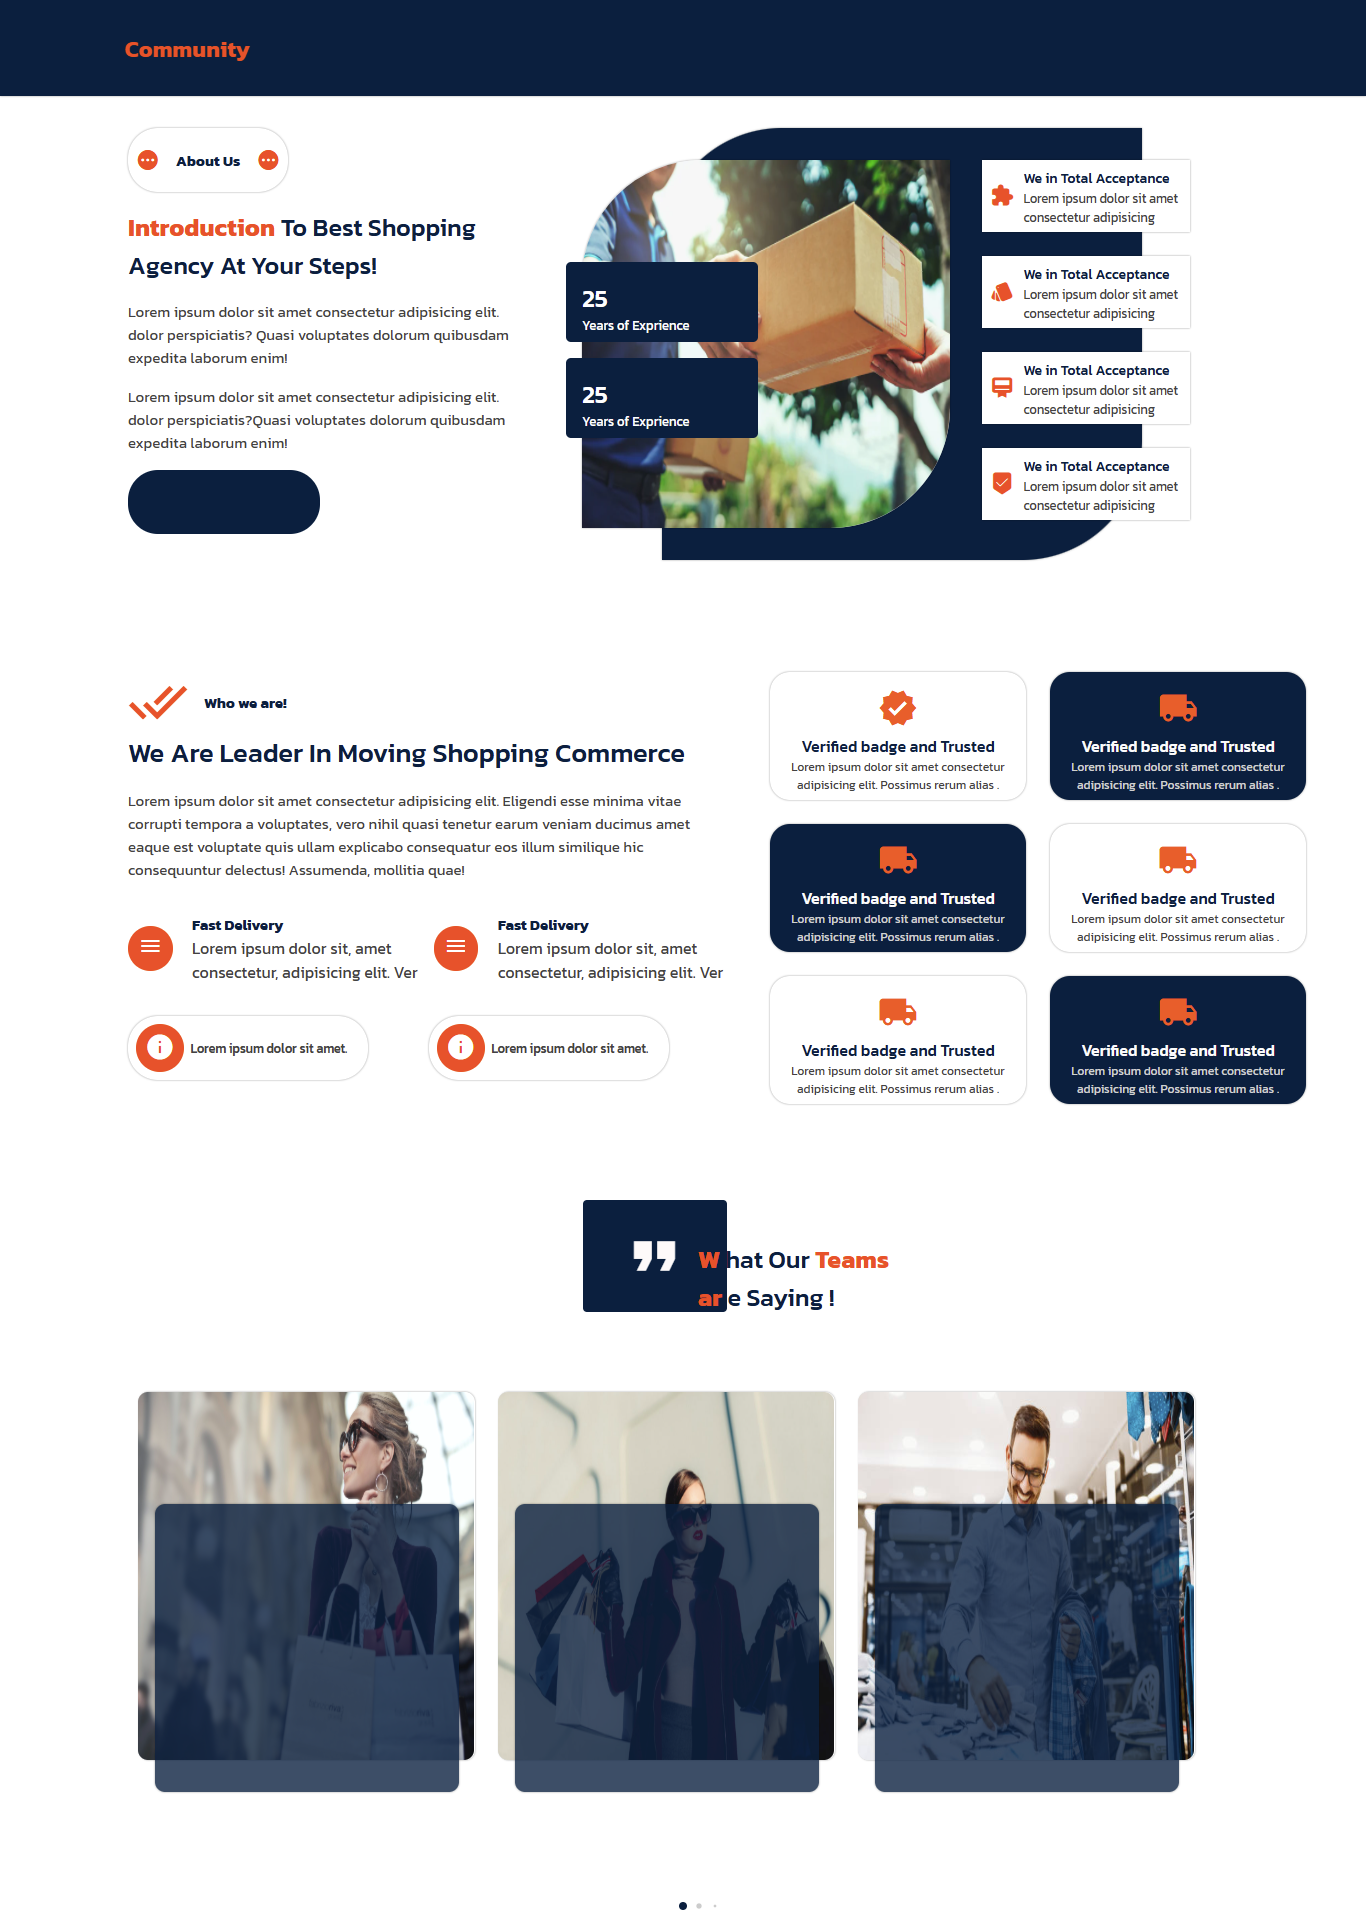 Community
About Us
Introduction To Best Shopping
Agency At Your Steps!
Lorem ipsum dolor sit amet consectetur adipisicing elit.
dolor perspiciatis? Quasi voluptates dolorum quibusdam
expedita laborum enim!
Lorem ipsum dolor sit amet consectetur adipisicing elit.
dolor perspiciatis?Quasi voluptates dolorum quibusdam
expedita laborum enim!
25
Years of Exprience
25
Years of Exprience
We in Total Acceptance
Lorem ipsum dolor sit amet
consectetur adipisicing
We in Total Acceptance
Lorem ipsum dolor sit amet
consectetur adipisicing
We in Total Acceptance
Lorem ipsum dolor sit amet
consectetur adipisicing
We in Total Acceptance
Lorem ipsum dolor sit amet
consectetur adipisicing
Who we are!
We Are Leader In Moving Shopping Commerce
Lorem ipsum dolor sit amet consectetur adipisicing elit. Eligendi esse minima vitae
corrupti tempora a voluptates, vero nihil quasi tenetur earum veniam ducimus amet
eaque est voluptate quis ullam explicabo consequatur eos illum similique hic
consequuntur delectus! Assumenda, mollitia quae!
Fast Delivery
Lorem ipsum dolor sit, amet
consectetur, adipisicing elit. Ver
Fast Delivery
Lorem ipsum dolor sit, amet
consectetur, adipisicing elit. Ver
Lorem ipsum dolor sit amet.
Lorem ipsum dolor sit amet.
Verified badge and Trusted
Lorem ipsum dolor sit amet consectetur
adipisicing elit. Possimus rerum alias .
Verified badge and Trusted
Lorem ipsum dolor sit amet consectetur
adipisicing elit. Possimus rerum alias .
Verified badge and Trusted
Lorem ipsum dolor sit amet consectetur
adipisicing elit. Possimus rerum alias .
Verified badge and Trusted
Lorem ipsum dolor sit amet consectetur
adipisicing elit. Possimus rerum alias .
Verified badge and Trusted
Lorem ipsum dolor sit amet consectetur
adipisicing elit. Possimus rerum alias .
Verified badge and Trusted
Lorem ipsum dolor sit amet consectetur
adipisicing elit. Possimus rerum alias .
What Our Teams
are Saying !